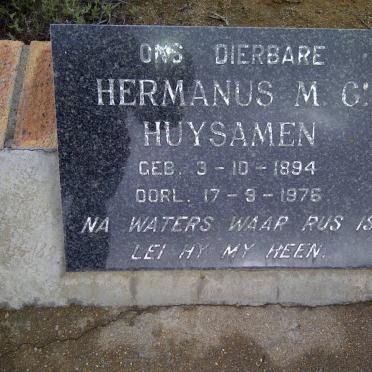 ONS DIERBARE
HERMANUS M. G.
HUYSAMEN
GEB. 3-10-1894
OORL. 17-9-1976
NA WATERS WAAR RUS IS
LEI HY MY HEEN.